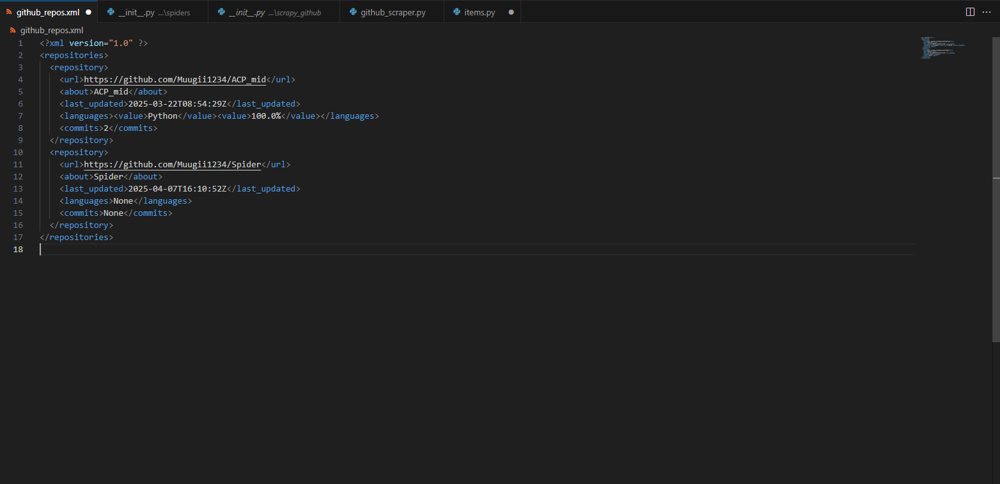 github_repos.xml
__init__.py ...\spiders
__init__.py ...\scrapy_github
github_scraper.py
items.py
github_repos.xml
1 <?xml version="1.0" ?>
2 <repositories>
3 <repository>
4 <url>https://github.com/Muugii1234/ACP_mid</url>
5 <about>ACP_mid</about>
6 <last_updated>2025-03-22T08:54:29Z</last_updated>
7 <languages><value>Python</value><value>100.0%</value></languages>
8 <commits>2</commits>
9 </repository>
10 <repository>
11 <url>https://github.com/Muugii1234/Spider</url>
12 <about>Spider</about>
13 <last_updated>2025-04-07T16:10:52Z</last_updated>
14 <languages>None</languages>
15 <commits>None</commits>
16 </repository>
17 </repositories>
18